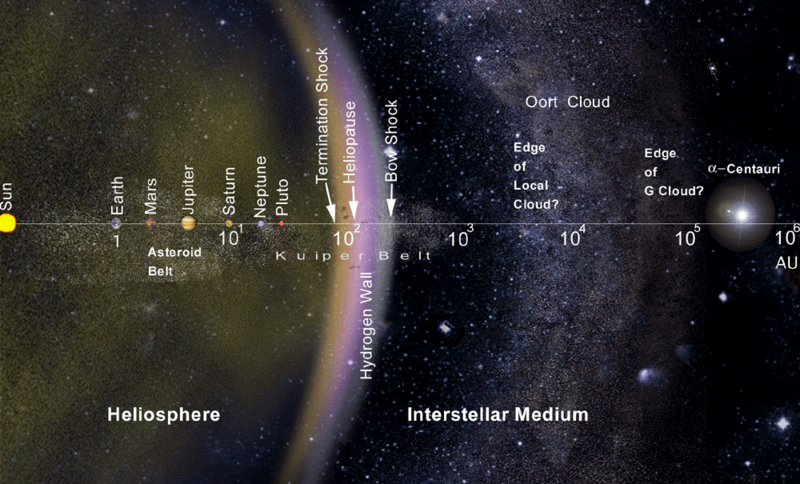 Sun
Earth
Mars
Jupiter
Saturn
Neptune
Pluto
Termination Shock
Heliopause
Bow Shock
Oort Cloud
Edge
of
Local
Cloud?
Edge
of
G Cloud?
α–Centauri
1
10¹
10²
10³
10⁴
10⁵
10⁶
AU
Asteroid
Belt
Kuiper Belt
Hydrogen Wall
Heliosphere
Interstellar Medium